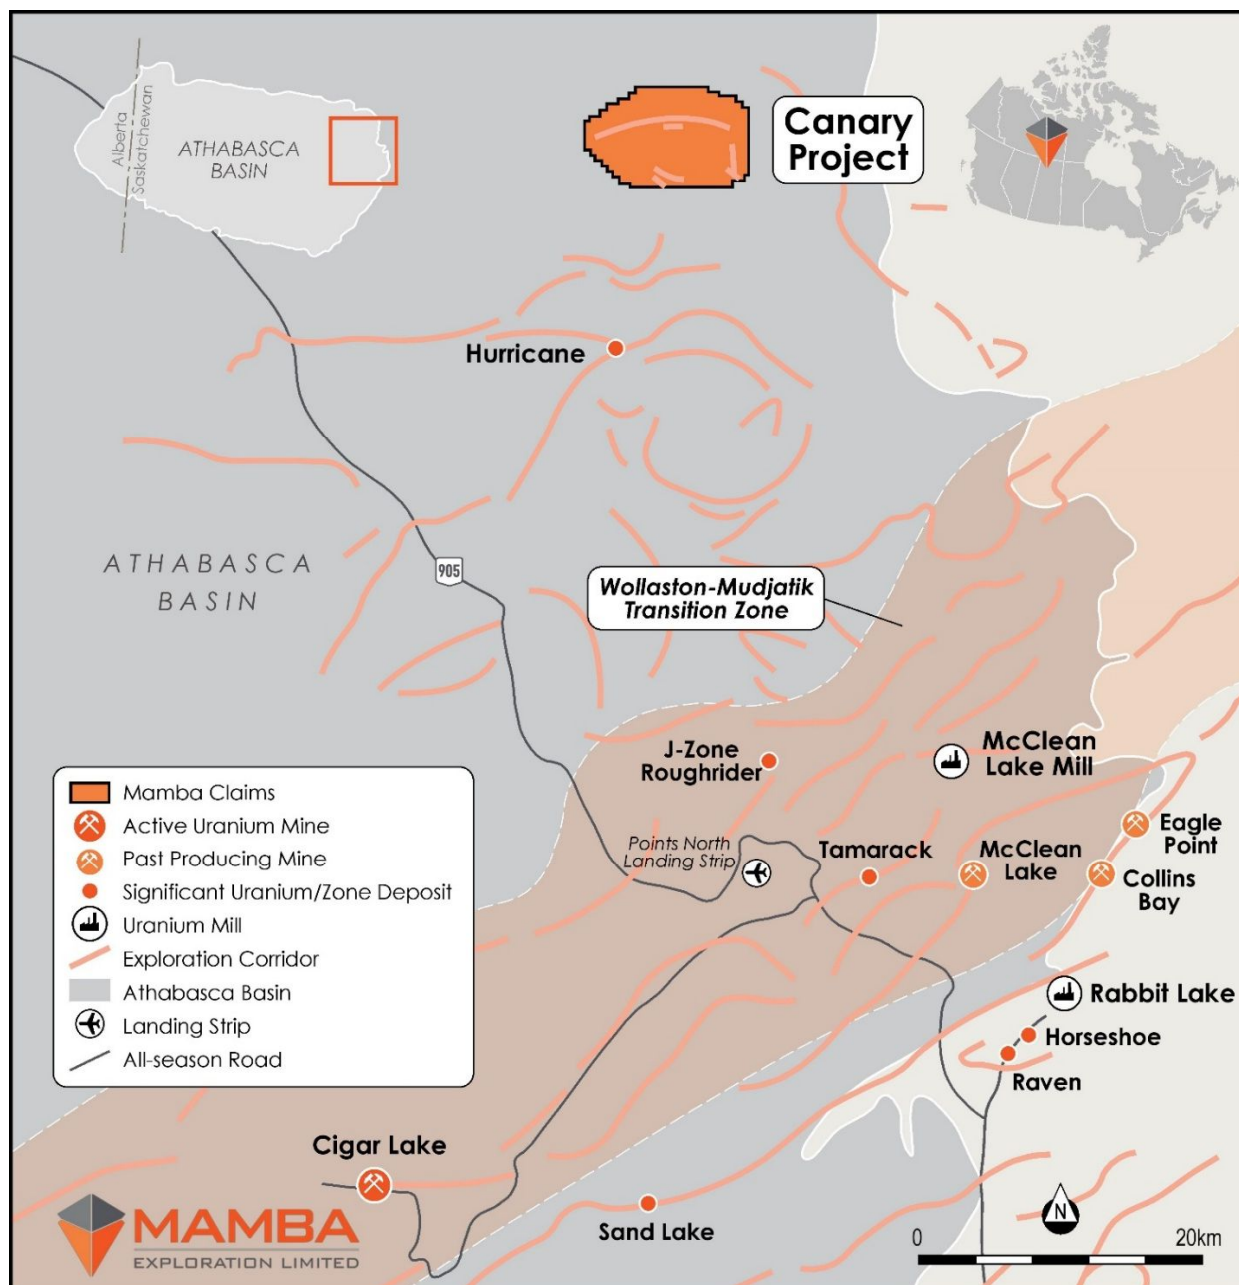 Alberta
Saskatchewan
ATHABASCA
BASIN
Canary
Project
Hurricane
ATHABASCA
BASIN
905
Wollaston-Mudjatik
Transition Zone
J-Zone
Roughrider
McClean
Lake Mill
Points North
Landing Strip
Tamarack
McClean
Lake
Eagle
Point
Collins
Bay
Rabbit Lake
Horseshoe
Raven
Mamba Claims
Active Uranium Mine
Past Producing Mine
Significant Uranium/Zone Deposit
Uranium Mill
Exploration Corridor
Athabasca Basin
Landing Strip
All-season Road
Cigar Lake
Sand Lake
MAMBA
EXPLORATION LIMITED
N
0 20km